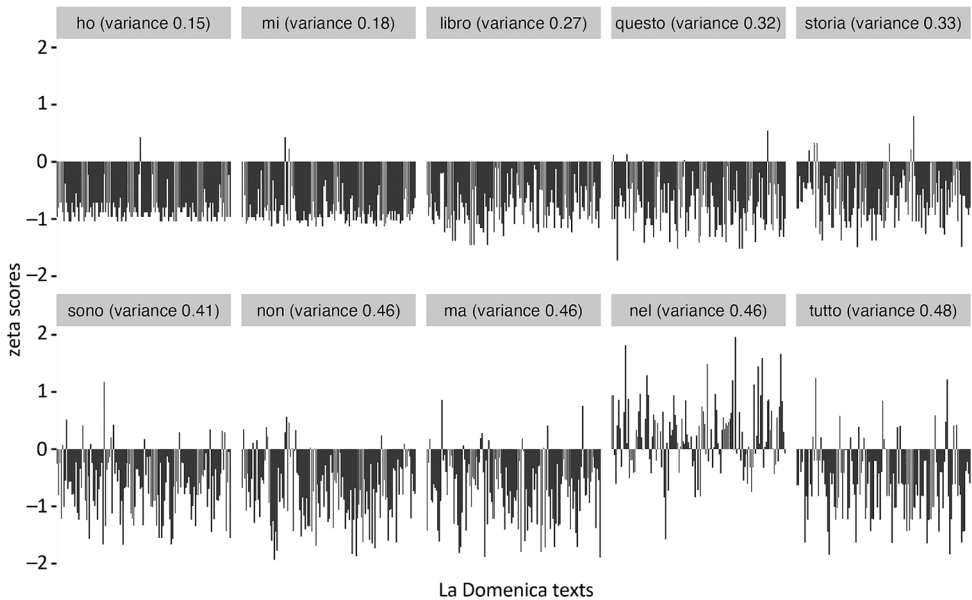 ho (variance 0.15) mi (variance 0.18) libro (variance 0.27) questo (variance 0.32) storia (variance 0.33)
2
1
0
−1
−2
sono (variance 0.41) non (variance 0.46) ma (variance 0.46) nel (variance 0.46) tutto (variance 0.48)
2
1
0
−1
−2
zeta scores
La Domenica texts